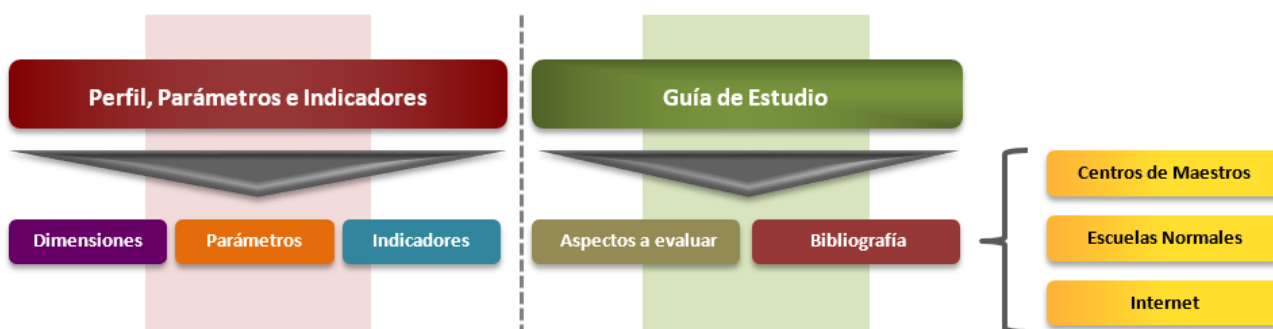 Perfil, Parámetros e Indicadores
Guía de Estudio
Dimensiones
Parámetros
Indicadores
Aspectos a evaluar
Bibliografía
Centros de Maestros
Escuelas Normales
Internet